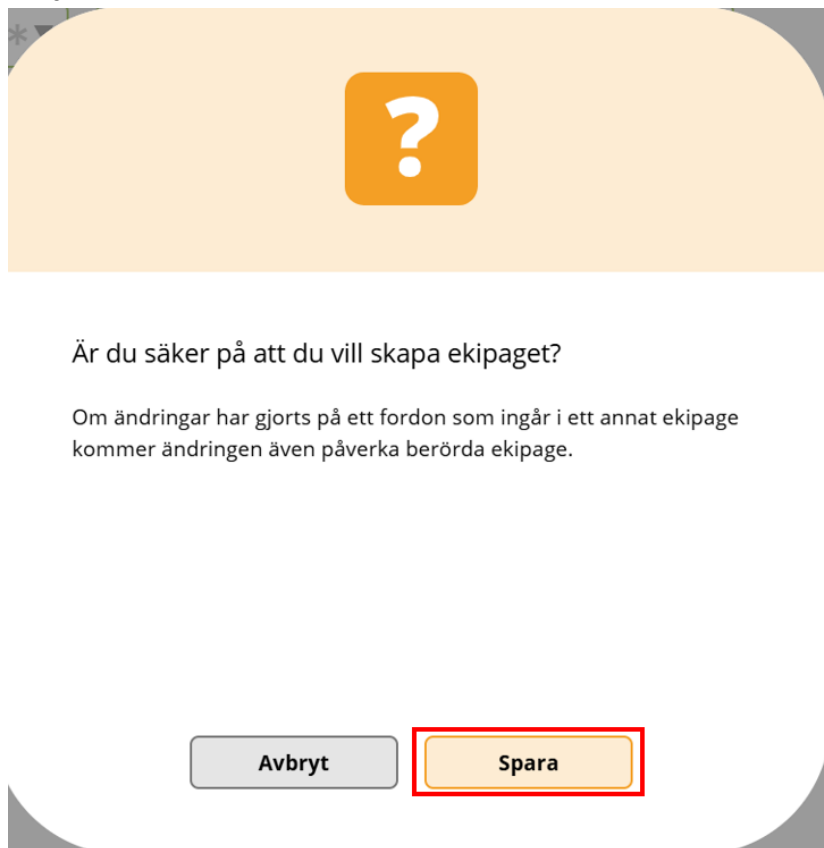 ?
Är du säker på att du vill skapa ekipaget?
Om ändringar har gjorts på ett fordon som ingår i ett annat ekipage
kommer ändringen även påverka berörda ekipage.
Avbryt
Spara